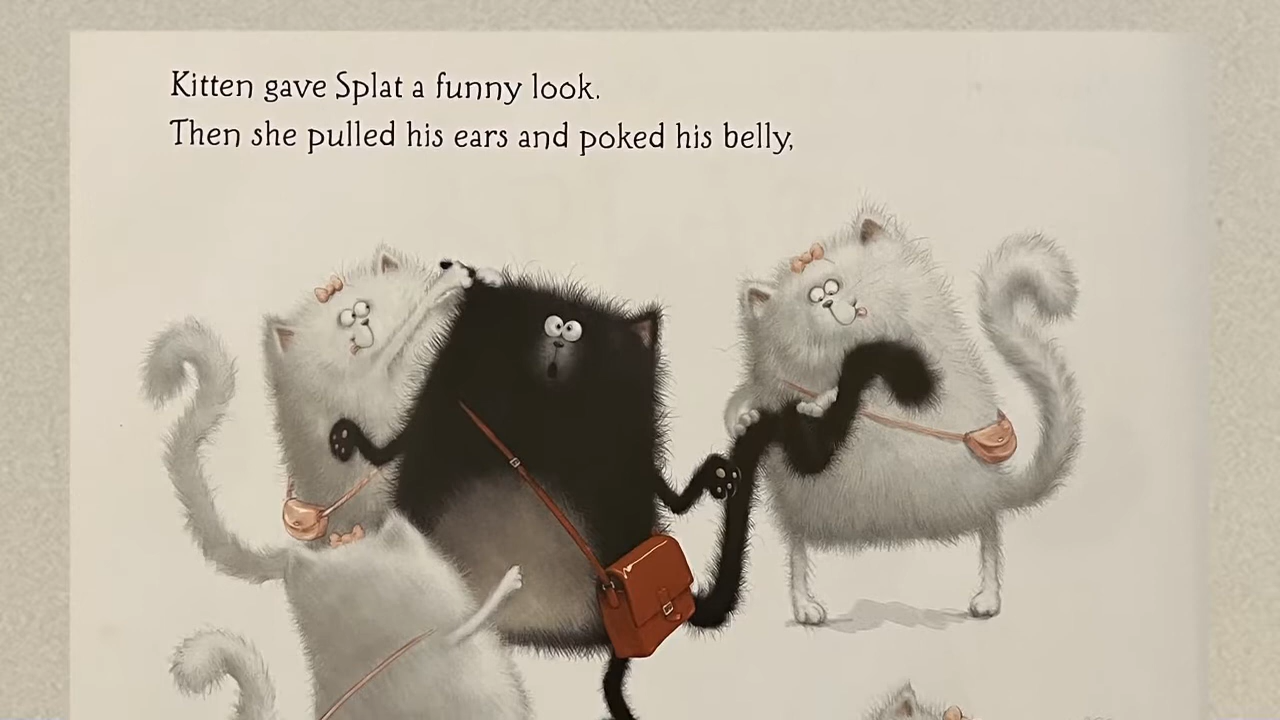 Kitten gave Splat a funny look.
Then she pulled his ears and poked his belly,